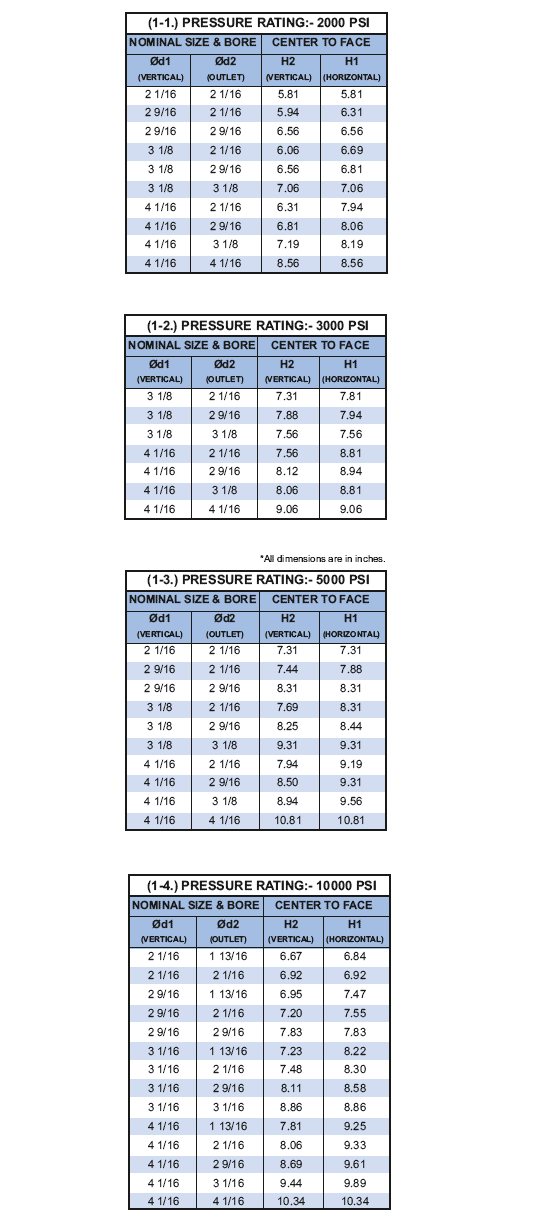 (1-1.) PRESSURE RATING:- 2000 PSI
NOMINAL SIZE & BORE CENTER TO FACE
Ød1 Ød2 H2 H1
(VERTICAL) (OUTLET) (VERTICAL) (HORIZONTAL)
2 1/16 2 1/16 5.81 5.81
2 9/16 2 1/16 5.94 6.31
2 9/16 2 9/16 6.56 6.56
3 1/8 2 1/16 6.06 6.69
3 1/8 2 9/16 6.56 6.81
3 1/8 3 1/8 7.06 7.06
4 1/16 2 1/16 6.31 7.94
4 1/16 2 9/16 6.81 8.06
4 1/16 3 1/8 7.19 8.19
4 1/16 4 1/16 8.56 8.56
(1-2.) PRESSURE RATING:- 3000 PSI
NOMINAL SIZE & BORE CENTER TO FACE
Ød1 Ød2 H2 H1
(VERTICAL) (OUTLET) (VERTICAL) (HORIZONTAL)
3 1/8 2 1/16 7.31 7.81
3 1/8 2 9/16 7.88 7.94
3 1/8 3 1/8 7.56 7.56
4 1/16 2 1/16 7.56 8.81
4 1/16 2 9/16 8.12 8.94
4 1/16 3 1/8 8.06 8.81
4 1/16 4 1/16 9.06 9.06
*All dimensions are in inches.
(1-3.) PRESSURE RATING:- 5000 PSI
NOMINAL SIZE & BORE CENTER TO FACE
Ød1 Ød2 H2 H1
(VERTICAL) (OUTLET) (VERTICAL) (HORIZONTAL)
2 1/16 2 1/16 7.31 7.31
2 9/16 2 1/16 7.44 7.88
2 9/16 2 9/16 8.31 8.31
3 1/8 2 1/16 7.69 8.31
3 1/8 2 9/16 8.25 8.44
3 1/8 3 1/8 9.31 9.31
4 1/16 2 1/16 7.94 9.19
4 1/16 2 9/16 8.50 9.31
4 1/16 3 1/8 8.94 9.56
4 1/16 4 1/16 10.81 10.81
(1-4.) PRESSURE RATING:- 10000 PSI
NOMINAL SIZE & BORE CENTER TO FACE
Ød1 Ød2 H2 H1
(VERTICAL) (OUTLET) (VERTICAL) (HORIZONTAL)
2 1/16 1 13/16 6.67 6.84
2 1/16 2 1/16 6.92 6.92
2 9/16 1 13/16 6.95 7.47
2 9/16 2 1/16 7.20 7.55
2 9/16 2 9/16 7.83 7.83
3 1/16 1 13/16 7.23 8.22
3 1/16 2 1/16 7.48 8.30
3 1/16 2 9/16 8.11 8.58
3 1/16 3 1/16 8.86 8.86
4 1/16 1 13/16 7.81 9.25
4 1/16 2 1/16 8.06 9.33
4 1/16 2 9/16 8.69 9.61
4 1/16 3 1/16 9.44 9.89
4 1/16 4 1/16 10.34 10.34